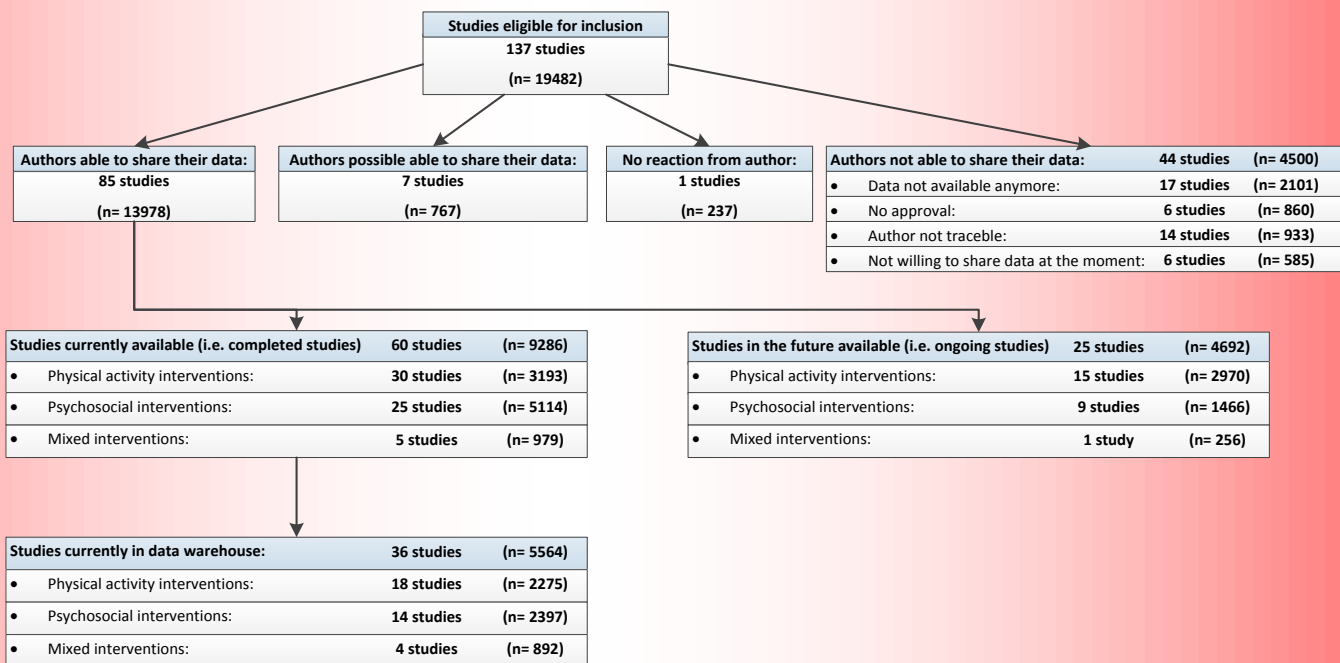 Studies eligible for inclusion
137 studies
(n= 19482)
Authors able to share their data:
85 studies
(n= 13978)
Authors possible able to share their data:
7 studies
(n= 767)
No reaction from author:
1 studies
(n= 237)
Authors not able to share their data: 44 studies (n= 4500)
• Data not available anymore: 17 studies (n= 2101)
• No approval: 6 studies (n= 860)
• Author not traceble: 14 studies (n= 933)
• Not willing to share data at the moment: 6 studies (n= 585)
Studies currently available (i.e. completed studies) 60 studies (n= 9286)
• Physical activity interventions: 30 studies (n= 3193)
• Psychosocial interventions: 25 studies (n= 5114)
• Mixed interventions: 5 studies (n= 979)
Studies in the future available (i.e. ongoing studies) 25 studies (n= 4692)
• Physical activity interventions: 15 studies (n= 2970)
• Psychosocial interventions: 9 studies (n= 1466)
• Mixed interventions: 1 study (n= 256)
Studies currently in data warehouse: 36 studies (n= 5564)
• Physical activity interventions: 18 studies (n= 2275)
• Psychosocial interventions: 14 studies (n= 2397)
• Mixed interventions: 4 studies (n= 892)